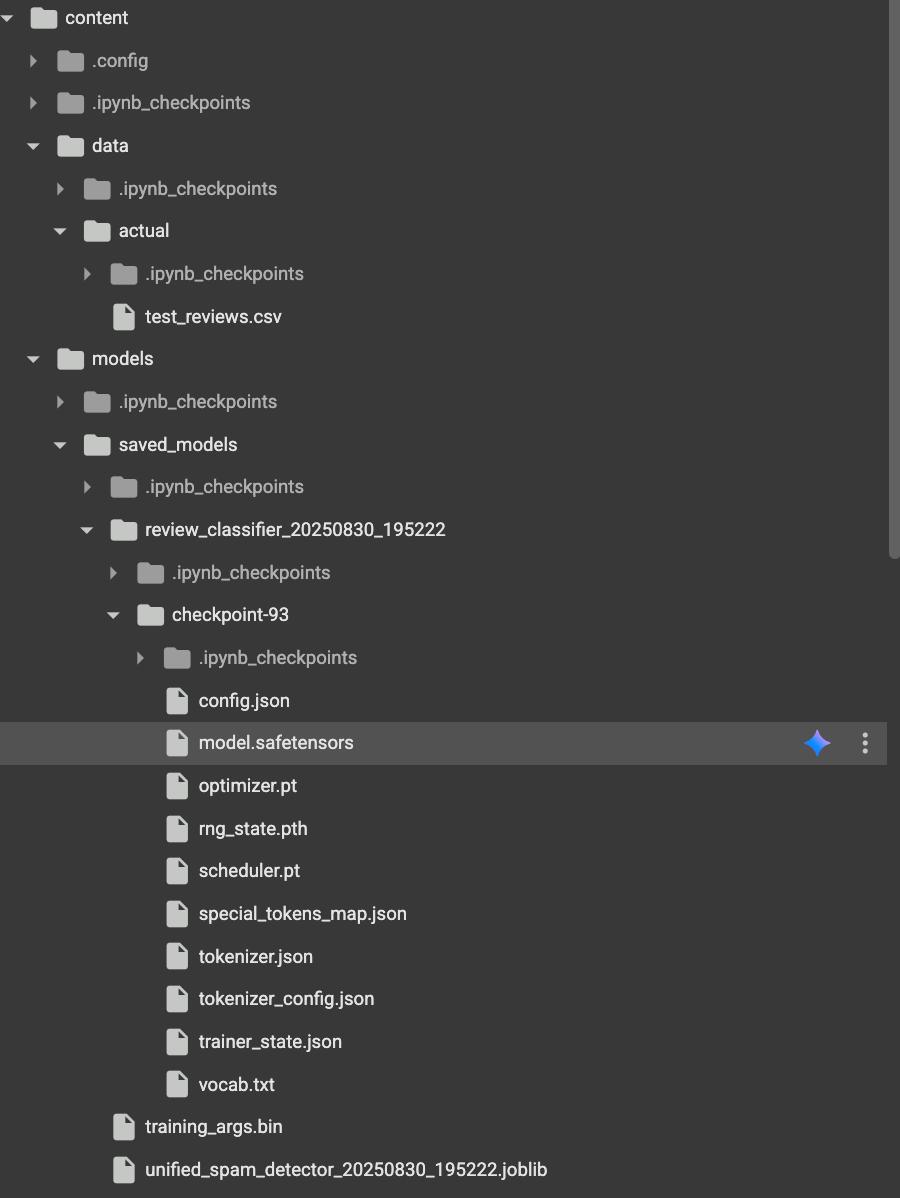 content
.config
.ipynb_checkpoints
data
.ipynb_checkpoints
actual
.ipynb_checkpoints
test_reviews.csv
models
.ipynb_checkpoints
saved_models
.ipynb_checkpoints
review_classifier_20250830_195222
.ipynb_checkpoints
checkpoint-93
.ipynb_checkpoints
config.json
model.safetensors
optimizer.pt
rng_state.pth
scheduler.pt
special_tokens_map.json
tokenizer.json
tokenizer_config.json
trainer_state.json
vocab.txt
training_args.bin
unified_spam_detector_20250830_195222.joblib